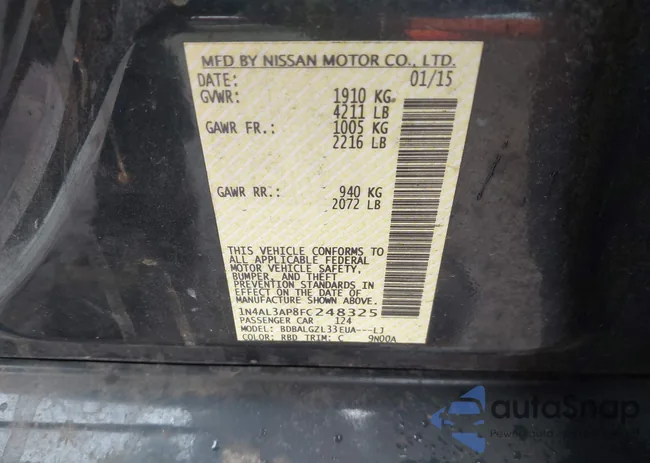 MFD BY NISSAN MOTOR CO., LTD.
DATE: 01/15
GVWR: 1910 KG
4211 LB
GAWR FR.: 1005 KG
2216 LB
GAWR RR.: 940 KG
2072 LB
THIS VEHICLE CONFORMS TO
ALL APPLICABLE FEDERAL
MOTOR VEHICLE SAFETY,
BUMPER, AND THEFT
PREVENTION STANDARDS IN
EFFECT ON THE DATE OF
MANUFACTURE SHOWN ABOVE.
1N4AL3AP8FC248325
PASSENGER CAR 124
MODEL: BDBALGZL33EUA---LJ
COLOR: RBD TRIM: C 9N00A
autoSnap